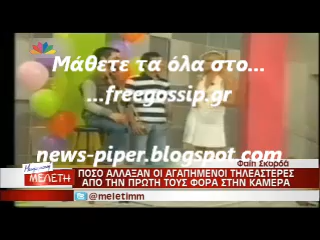 Μάθετε τα όλα στο...
...freegossip.gr
news-piper.blogspot.com
Φαίη Σκορδά
ΜΕΛΕΤΗ
ΠΟΣΟ ΑΛΛΑΞΑΝ ΟΙ ΑΓΑΠΗΜΕΝΟΙ ΤΗΛΕΑΣΤΕΡΕΣ
ΑΠΟ ΤΗΝ ΠΡΩΤΗ ΤΟΥΣ ΦΟΡΑ ΣΤΗΝ ΚΑΜΕΡΑ
@meletimm